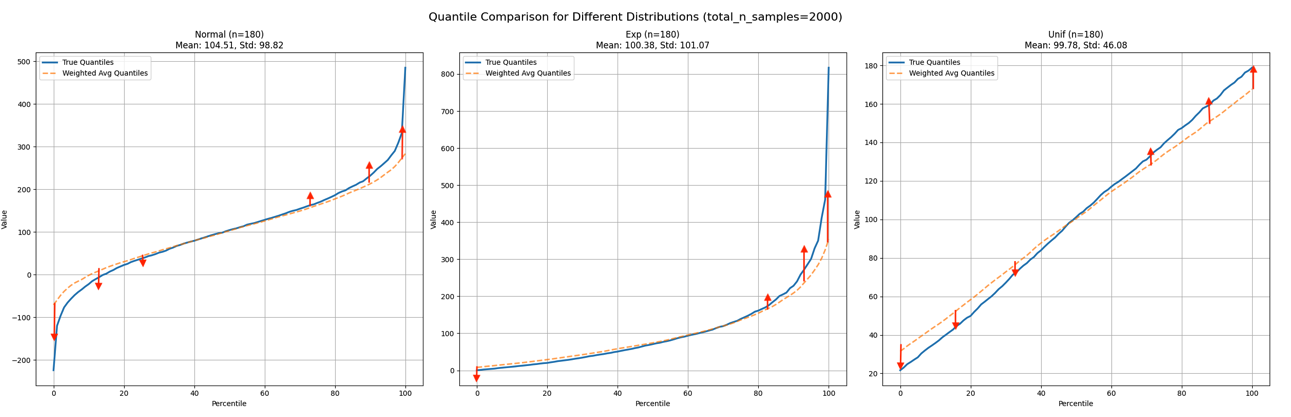 Quantile Comparison for Different Distributions (total_n_samples=2000)
Normal (n=180)
Mean: 104.51, Std: 98.82
True Quantiles
Weighted Avg Quantiles
500
400
300
200
100
0
−100
−200
Value
0
20
40
60
80
100
Percentile
Exp (n=180)
Mean: 100.38, Std: 101.07
True Quantiles
Weighted Avg Quantiles
800
700
600
500
400
300
200
100
0
Value
0
20
40
60
80
100
Percentile
Unif (n=180)
Mean: 99.78, Std: 46.08
True Quantiles
Weighted Avg Quantiles
180
160
140
120
100
80
60
40
20
Value
0
20
40
60
80
100
Percentile